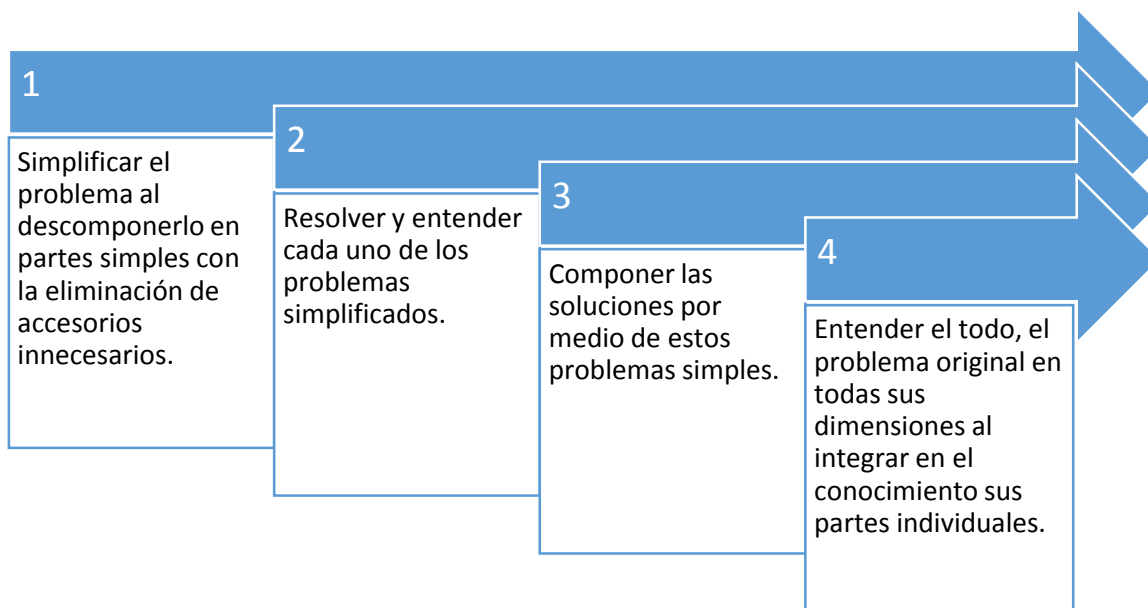 1
Simplificar el
problema al
descomponerlo en
partes simples con
la eliminación de
accesorios
innecesarios.
2
Resolver y entender
cada uno de los
problemas
simplificados.
3
Componer las
soluciones por
medio de estos
problemas simples.
4
Entender el todo, el
problema original en
todas sus
dimensiones al
integrar en el
conocimiento sus
partes individuales.